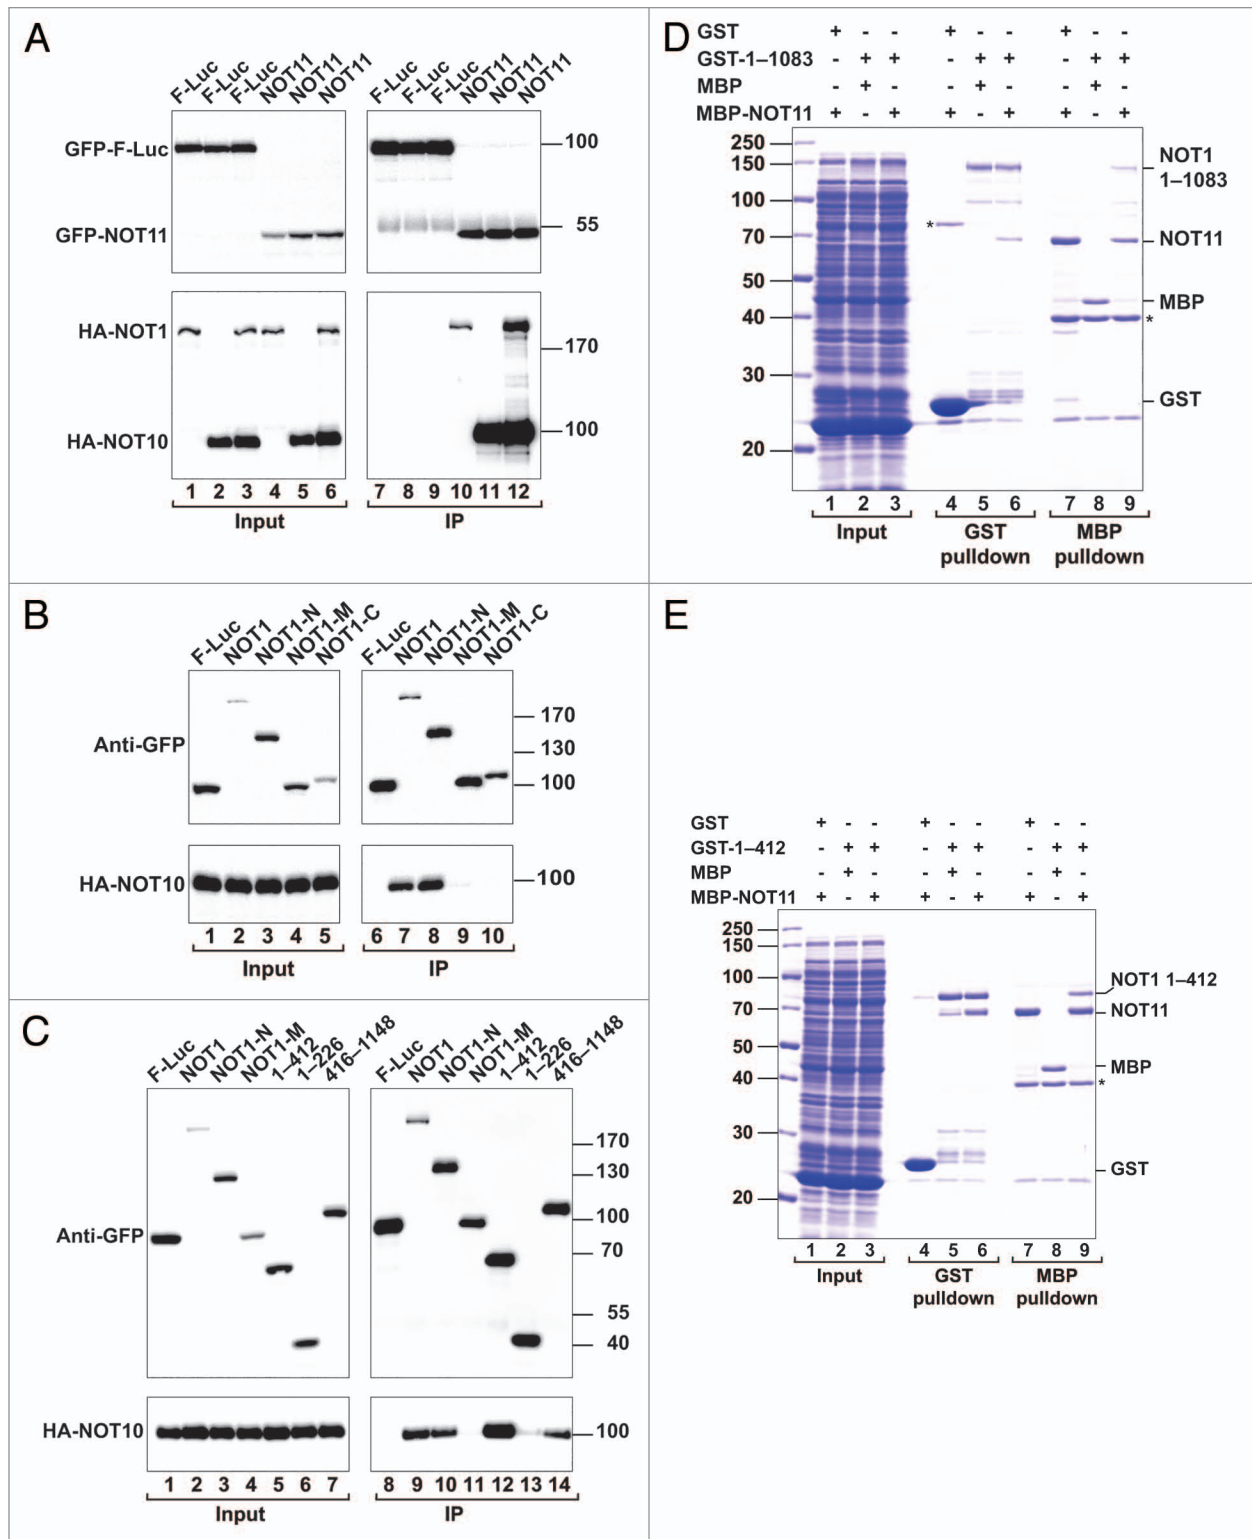 A
F-Luc F-Luc F-Luc NOT11 NOT11 NOT11 F-Luc F-Luc F-Luc NOT11 NOT11 NOT11
GFP-F-Luc 100
GFP-NOT11 55
HA-NOT1 170
HA-NOT10 100
1 2 3 4 5 6 7 8 9 10 11 12
Input IP
B
F-Luc NOT1 NOT1-N NOT1-M NOT1-C F-Luc NOT1 NOT1-N NOT1-M NOT1-C
170
Anti-GFP 130
100
HA-NOT10 100
1 2 3 4 5 6 7 8 9 10
Input IP
C
F-Luc NOT1 NOT1-N NOT1-M 1–412 1–226 416–1148 F-Luc NOT1 NOT1-N NOT1-M 1–412 1–226 416–1148
170
130
100
Anti-GFP 70
55
40
HA-NOT10 100
1 2 3 4 5 6 7 8 9 10 11 12 13 14
Input IP
D
GST + - - + - - + - -
GST-1–1083 - + + - + + - + +
MBP - + - - + - - + -
MBP-NOT11 + - + + - + + - +
250
150 NOT1
1–1083
100
*
70 NOT11
50 MBP
40 *
30
GST
20
1 2 3 4 5 6 7 8 9
Input GST pulldown MBP pulldown
E
GST + - - + - - + - -
GST-1–412 - + + - + + - + +
MBP - + - - + - - + -
MBP-NOT11 + - + + - + + - +
250
150
100 NOT1 1–412
70 NOT11
50
MBP
40 *
30
GST
20
1 2 3 4 5 6 7 8 9
Input GST pulldown MBP pulldown